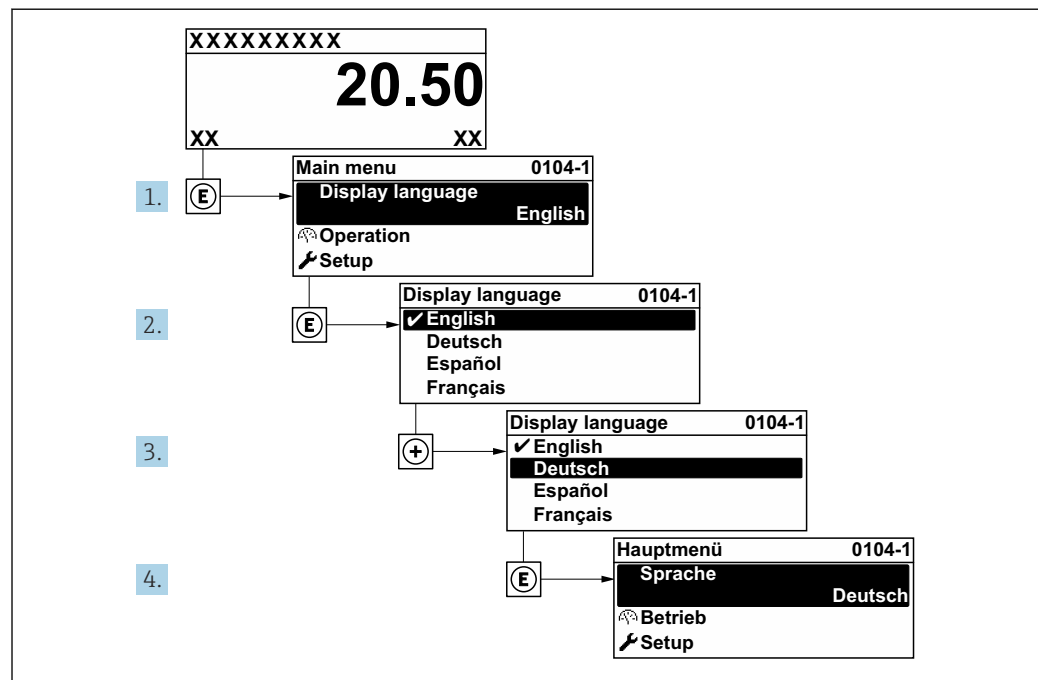 XXXXXXXXX
20.50
XX XX
1. E
Main menu 0104-1
Display language
English
Operation
Setup
2. E
Display language 0104-1
✔English
Deutsch
Español
Français
3. +
Display language 0104-1
✔English
Deutsch
Español
Français
4. E
Hauptmenü 0104-1
Sprache
Deutsch
Betrieb
Setup